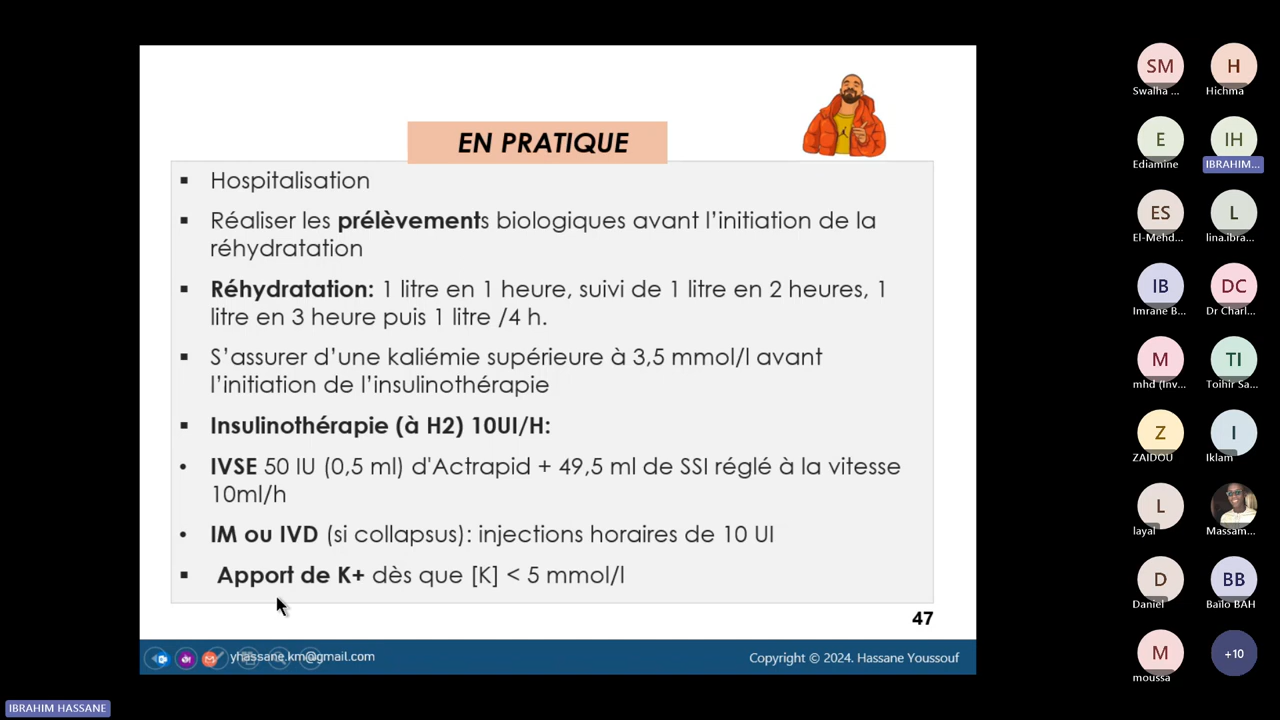 EN PRATIQUE
▪ Hospitalisation
▪ Réaliser les prélèvements biologiques avant l’initiation de la
réhydratation
▪ Réhydratation: 1 litre en 1 heure, suivi de 1 litre en 2 heures, 1
litre en 3 heure puis 1 litre /4 h.
▪ S’assurer d’une kaliémie supérieure à 3,5 mmol/l avant
l’initiation de l’insulinothérapie
▪ Insulinothérapie (à H2) 10UI/H:
• IVSE 50 IU (0,5 ml) d'Actrapid + 49,5 ml de SSI réglé à la vitesse
10ml/h
• IM ou IVD (si collapsus): injections horaires de 10 UI
▪ Apport de K+ dès que [K] < 5 mmol/l
47
yhassane.km@gmail.com
Copyright © 2024. Hassane Youssouf
IBRAHIM HASSANE
SM
Swalha ...
H
Hichma
E
Ediamine
IH
IBRAHIM...
ES
El-Mehd...
L
lina.ibra...
IB
Imrane B...
DC
Dr Charl...
M
mhd (Inv...
TI
Toihir Sa...
Z
ZAIDOU
I
Iklam
L
layal
Massam...
D
Daniel
BB
Bailo BAH
M
moussa
+10